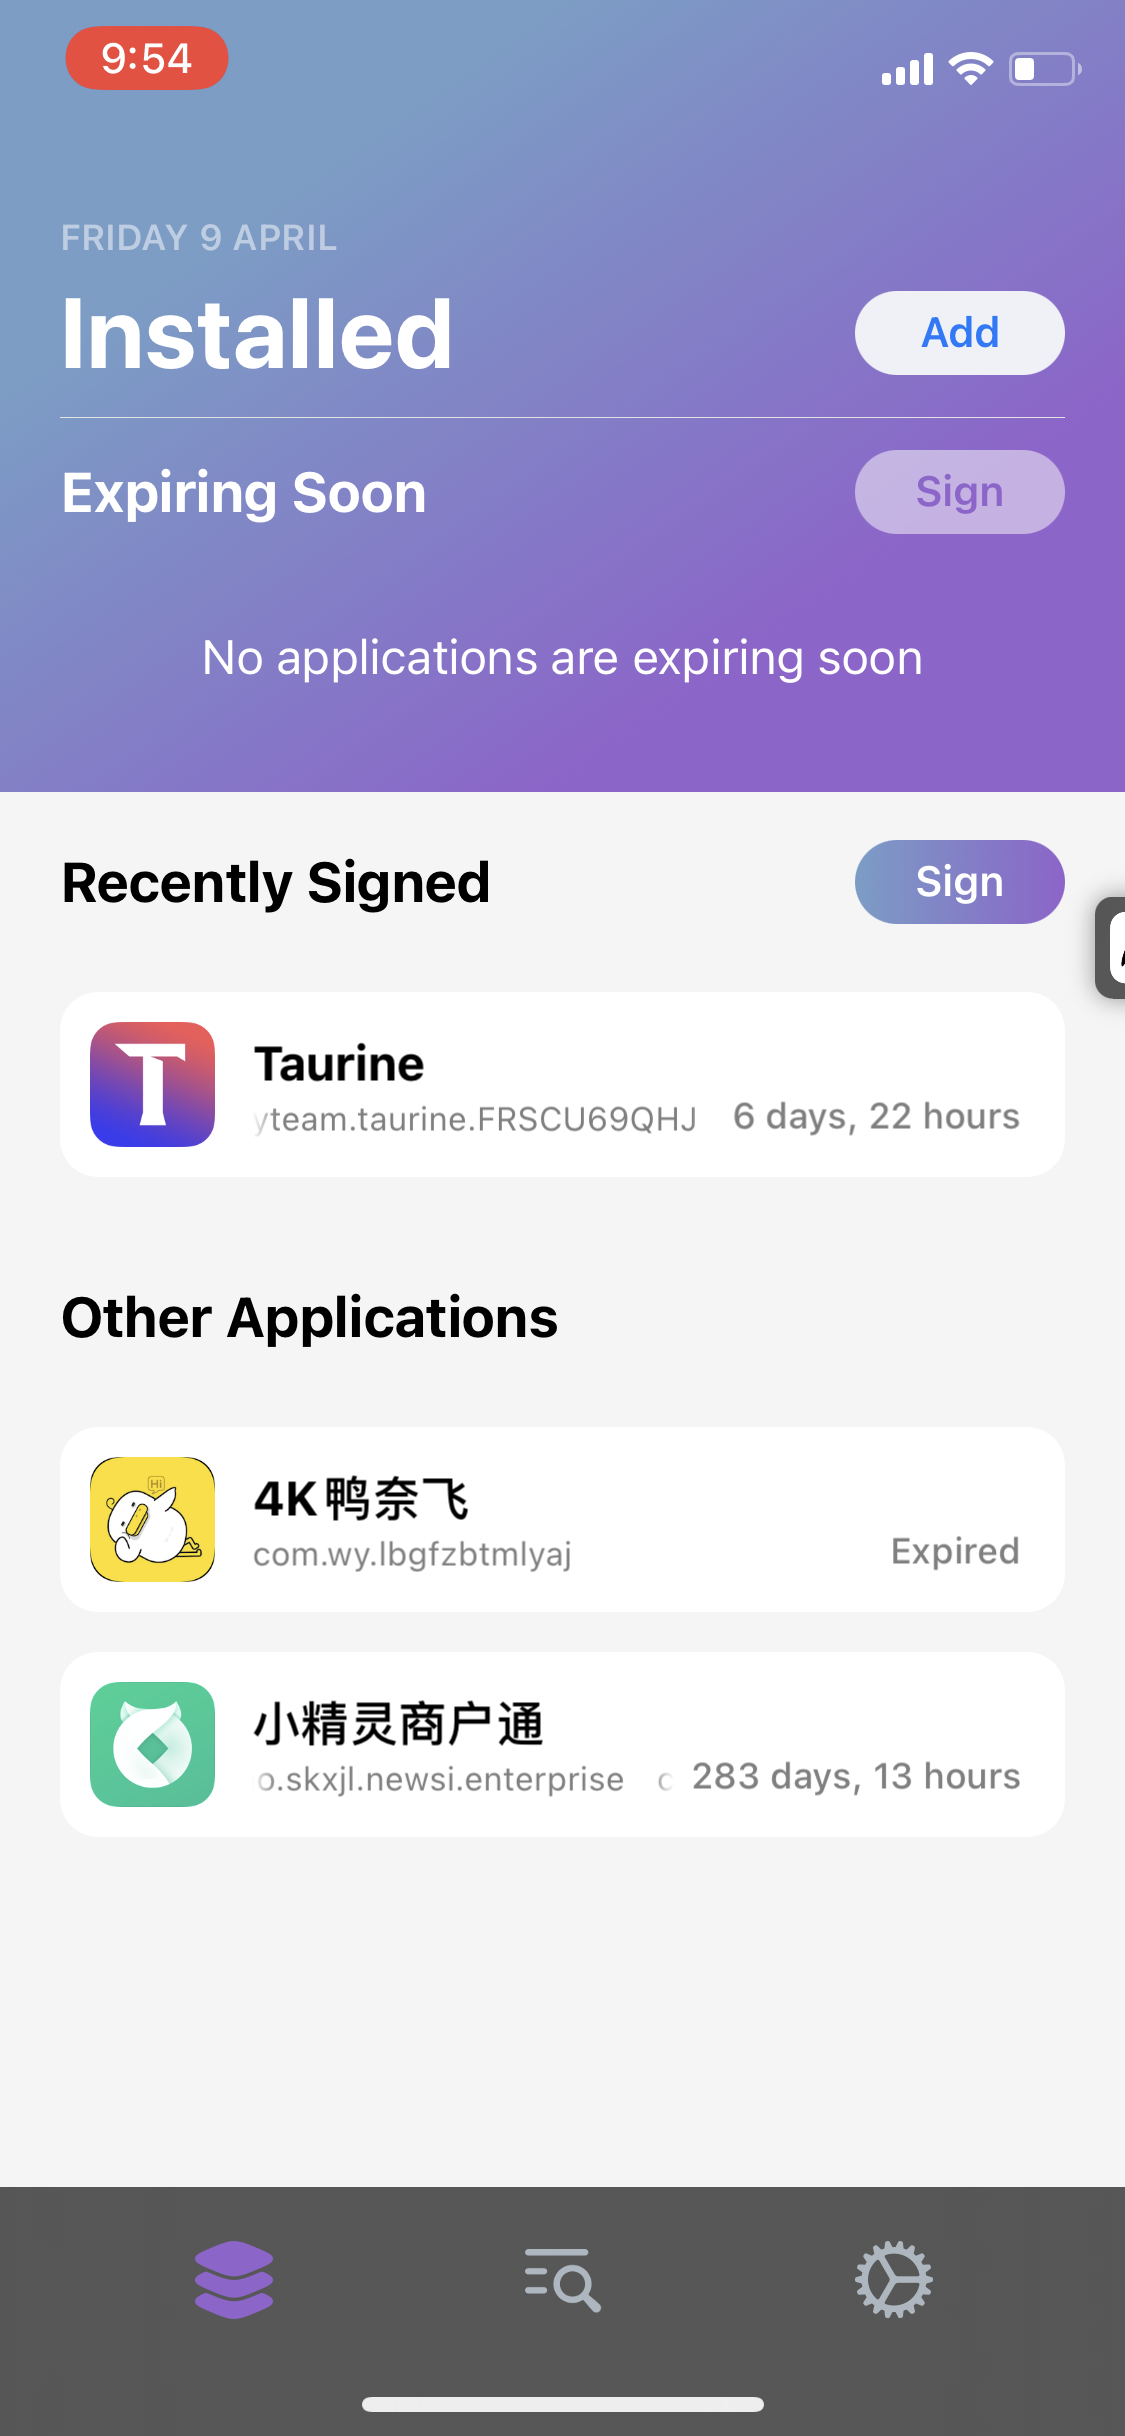 9:54
FRIDAY 9 APRIL
Installed
Add
Expiring Soon
Sign
No applications are expiring soon
Recently Signed
Sign
Taurine
yteam.taurine.FRSCU69QHJ
6 days, 22 hours
Other Applications
Hi
4K鸭奈飞
com.wy.lbgfzbtmlyaj
Expired
小精灵商户通
o.skxjl.newsi.enterprise c
283 days, 13 hours